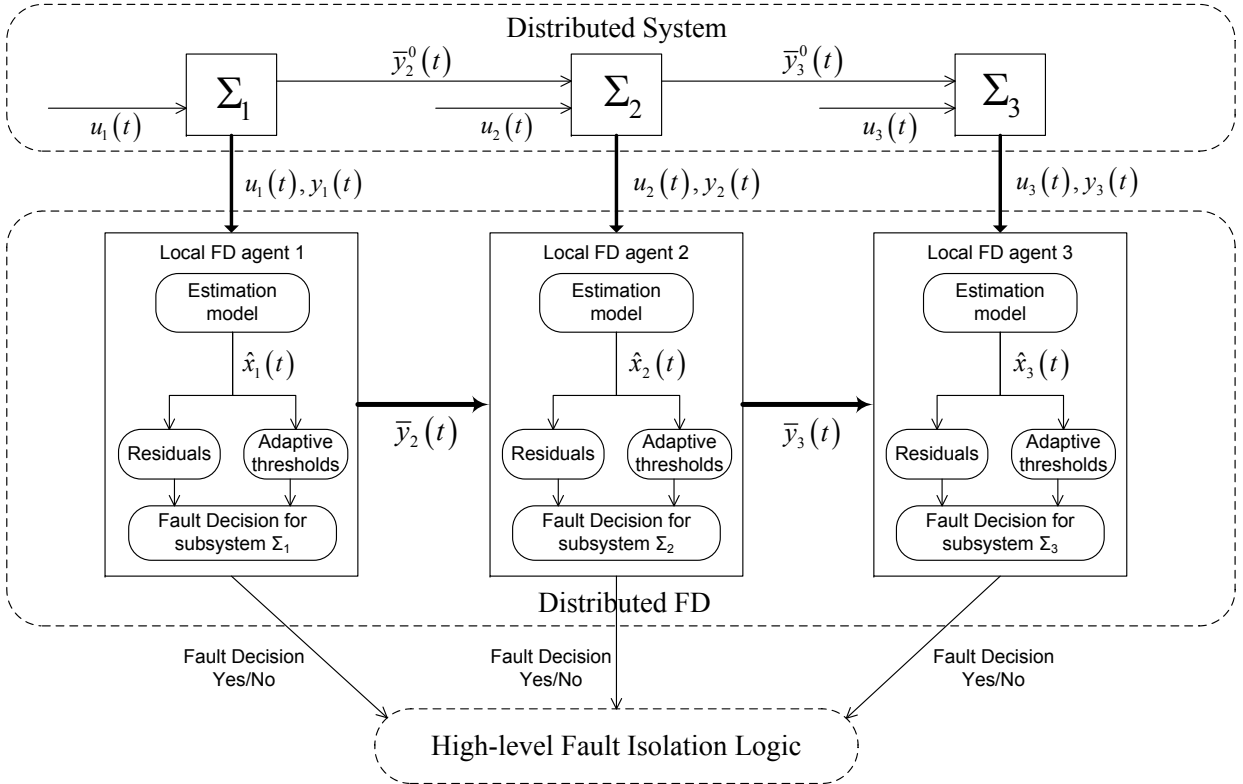 Distributed System
ȳ₂⁰(t)
ȳ₃⁰(t)
Σ₁
Σ₂
Σ₃
u₁(t)
u₂(t)
u₃(t)
u₁(t), y₁(t)
u₂(t), y₂(t)
u₃(t), y₃(t)
Local FD agent 1
Estimation
model
x̂₁(t)
Residuals
Adaptive
thresholds
Fault Decision for
subsystem Σ₁
ȳ₂(t)
Local FD agent 2
Estimation
model
x̂₂(t)
Residuals
Adaptive
thresholds
Fault Decision for
subsystem Σ₂
ȳ₃(t)
Local FD agent 3
Estimation
model
x̂₃(t)
Residuals
Adaptive
thresholds
Fault Decision for
subsystem Σ₃
Distributed FD
Fault Decision
Yes/No
Fault Decision
Yes/No
Fault Decision
Yes/No
High-level Fault Isolation Logic